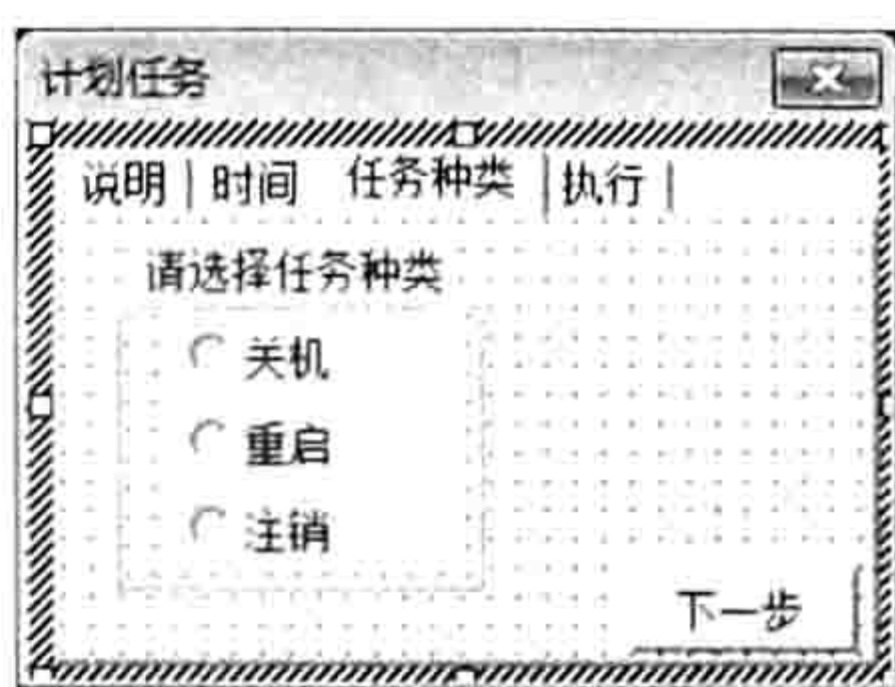 计划任务
说明 时间 任务种类 执行
请选择任务种类
关机
重启
注销
下一步